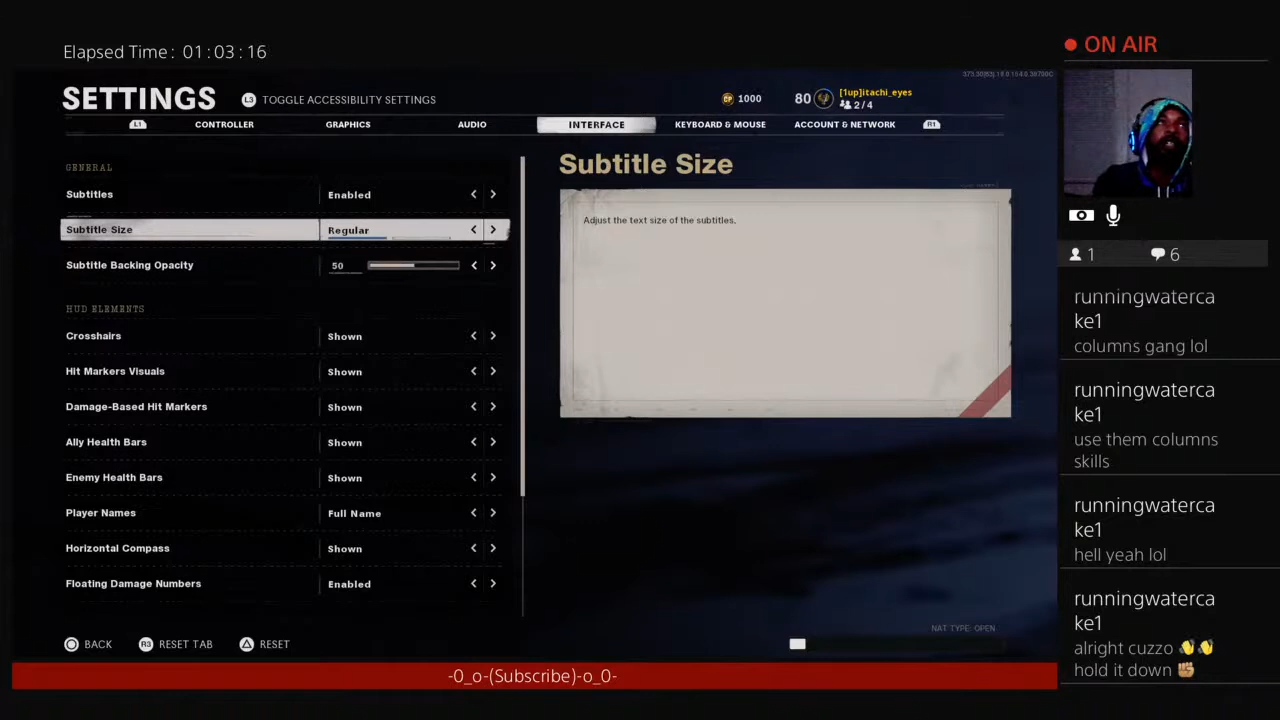 Elapsed Time: 01:03:16
ON AIR
SETTINGS
L3 TOGGLE ACCESSIBILITY SETTINGS
CP 1000
80
[1up]itachi_eyes
2 / 4
L1 CONTROLLER GRAPHICS AUDIO INTERFACE KEYBOARD & MOUSE ACCOUNT & NETWORK R1
GENERAL
Subtitles Enabled
Subtitle Size Regular
Subtitle Backing Opacity 50
HUD ELEMENTS
Crosshairs Shown
Hit Markers Visuals Shown
Damage-Based Hit Markers Shown
Ally Health Bars Shown
Enemy Health Bars Shown
Player Names Full Name
Horizontal Compass Shown
Floating Damage Numbers Enabled
Subtitle Size
Adjust the text size of the subtitles.
NAT TYPE: OPEN
BACK R3 RESET TAB RESET
-0_o-(Subscribe)-o_0-
1 6
runningwaterca
ke1
columns gang lol
runningwaterca
ke1
use them columns
skills
runningwaterca
ke1
hell yeah lol
runningwaterca
ke1
alright cuzzo 👋👋
hold it down ✊🏽